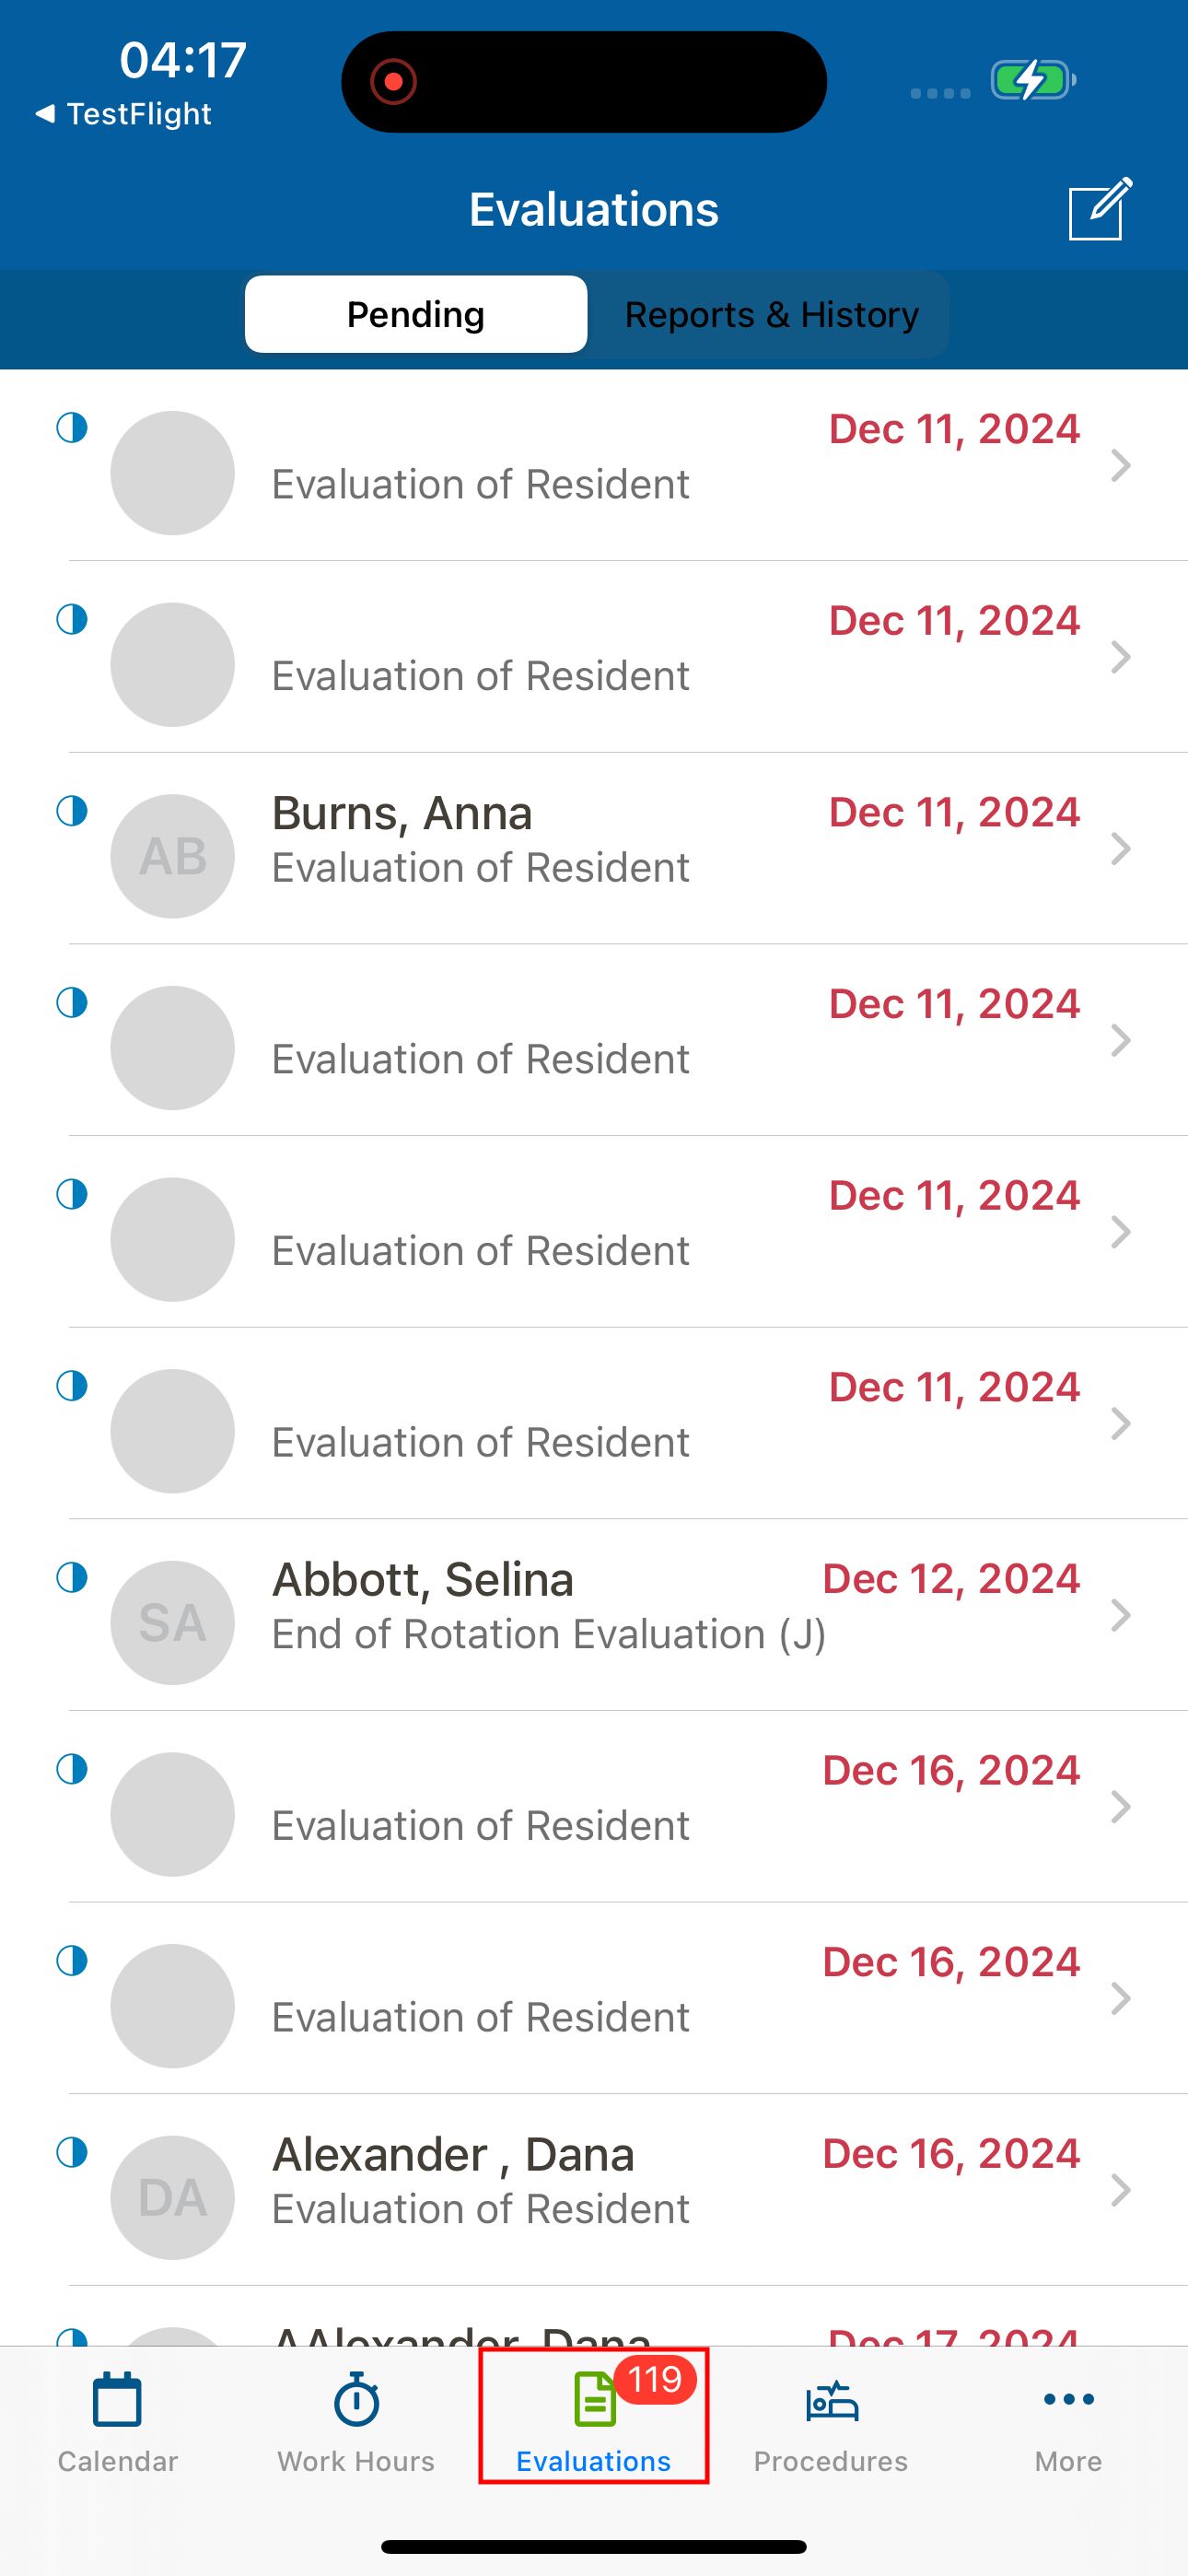 04:17
TestFlight
Evaluations
Pending
Reports & History
Dec 11, 2024
Evaluation of Resident
Dec 11, 2024
Evaluation of Resident
AB
Burns, Anna
Dec 11, 2024
Evaluation of Resident
Dec 11, 2024
Evaluation of Resident
Dec 11, 2024
Evaluation of Resident
Dec 11, 2024
Evaluation of Resident
SA
Abbott, Selina
Dec 12, 2024
End of Rotation Evaluation (J)
Dec 16, 2024
Evaluation of Resident
Dec 16, 2024
Evaluation of Resident
DA
Alexander , Dana
Dec 16, 2024
Evaluation of Resident
AAlexander, Dana
Dec 17, 2024
119
Calendar
Work Hours
Evaluations
Procedures
More